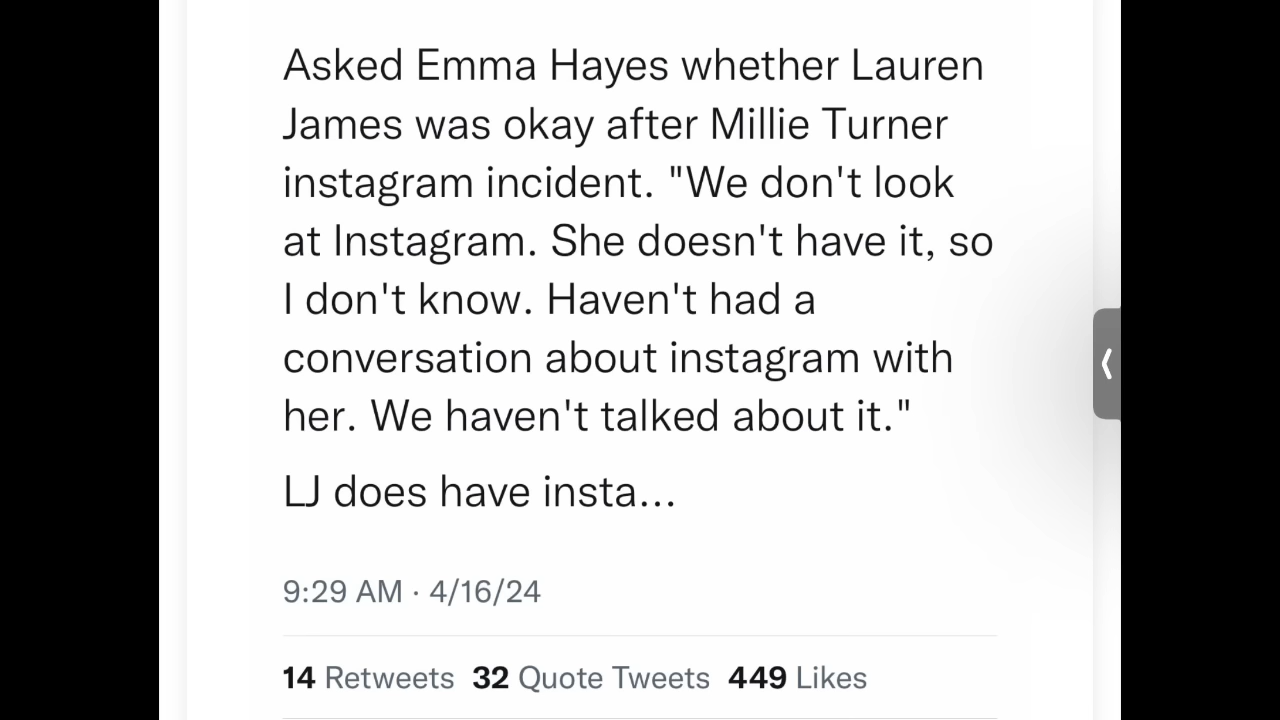 Asked Emma Hayes whether Lauren
James was okay after Millie Turner
instagram incident. "We don't look
at Instagram. She doesn't have it, so
I don't know. Haven't had a
conversation about instagram with
her. We haven't talked about it."
LJ does have insta...
9:29 AM · 4/16/24
14 Retweets 32 Quote Tweets 449 Likes